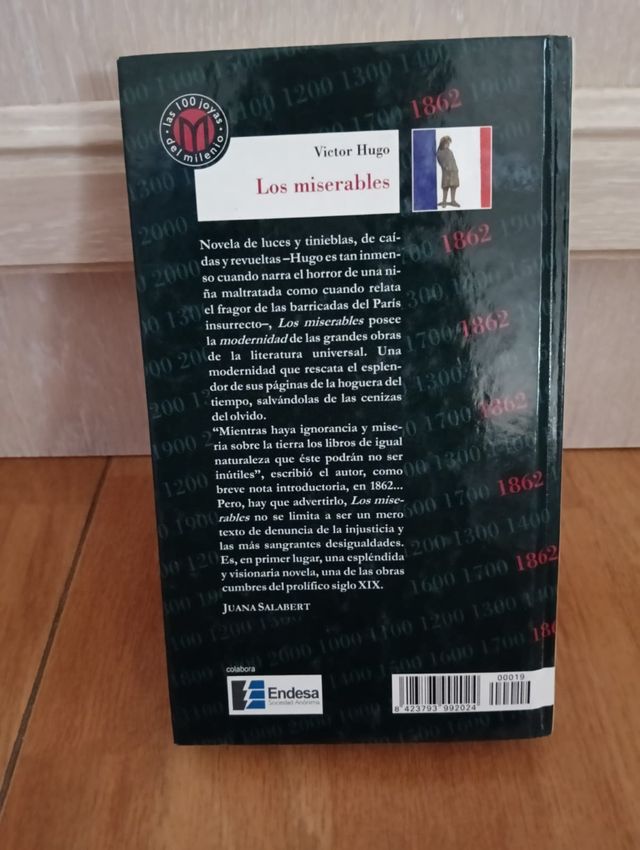 las 100 joyas
del milenio
1862
Victor Hugo
Los miserables
Novela de luces y tinieblas, de caí-
das y revueltas –Hugo es tan inmen-
so cuando narra el horror de una ni-
ña maltratada como cuando relata
el fragor de las barricadas del París
insurrecto–, Los miserables posee
la modernidad de las grandes obras
de la literatura universal. Una
modernidad que rescata el esplen-
dor de sus páginas de la hoguera del
tiempo, salvándolas de las cenizas
del olvido.
“Mientras haya ignorancia y mise-
ria sobre la tierra los libros de igual
naturaleza que éste podrán no ser
inútiles”, escribió el autor, como
breve nota introductoria, en 1862...
Pero, hay que advertirlo, Los mise-
rables no se limita a ser un mero
texto de denuncia de la injusticia y
las más sangrantes desigualdades.
Es, en primer lugar, una espléndida
y visionaria novela, una de las obras
cumbres del prolífico siglo XIX.
JUANA SALABERT
1862
1862
1862
1862
1862
colabora
Endesa
Sociedad Anónima
00019
8 423793 992024